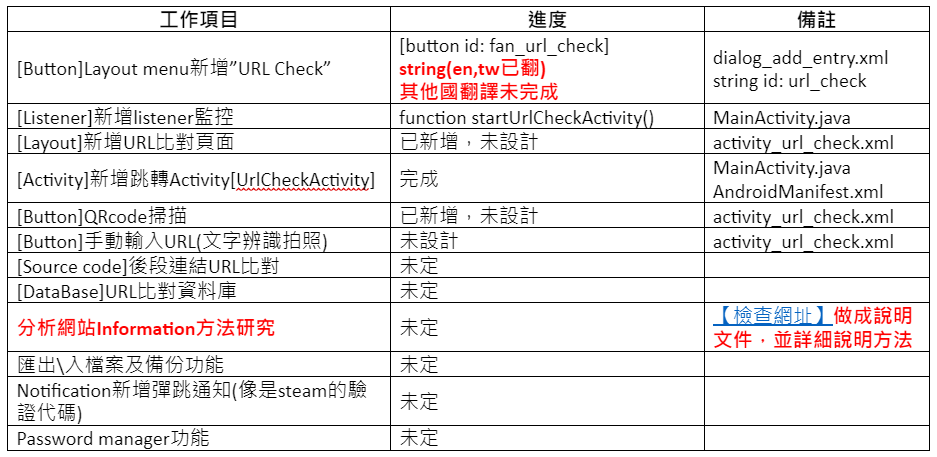 工作項目
進度
備註
[Button]Layout menu新增”URL Check”
[button id: fan_url_check]
string(en,tw已翻)
其他國翻譯未完成
dialog_add_entry.xml
string id: url_check
[Listener]新增listener監控
function startUrlCheckActivity()
MainActivity.java
[Layout]新增URL比對頁面
已新增，未設計
activity_url_check.xml
[Activity]新增跳轉Activity[UrlCheckActivity]
完成
MainActivity.java
AndroidManifest.xml
[Button]QRcode掃描
已新增，未設計
activity_url_check.xml
[Button]手動輸入URL(文字辨識拍照)
未設計
activity_url_check.xml
[Source code]後段連結URL比對
未定
[DataBase]URL比對資料庫
未定
分析網站Information方法研究
未定
【檢查網址】做成說明
文件，並詳細說明方法
匯出\入檔案及備份功能
未定
Notification新增彈跳通知(像是steam的驗
證代碼)
未定
Password manager功能
未定